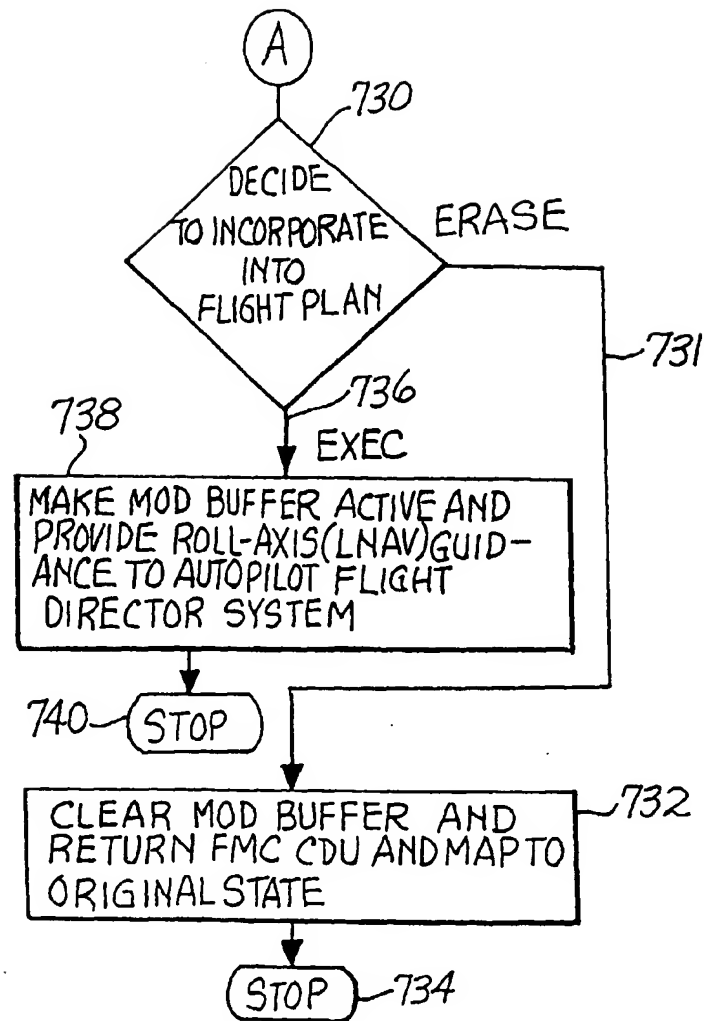 A
730
DECIDE
TO INCORPORATE
INTO
FLIGHT PLAN
ERASE
731
736
EXEC
738
MAKE MOD BUFFER ACTIVE AND
PROVIDE ROLL-AXIS(LNAV)GUID-
ANCE TO AUTOPILOT FLIGHT
DIRECTOR SYSTEM
740
STOP
732
CLEAR MOD BUFFER AND
RETURN FMC CDU AND MAP TO
ORIGINAL STATE
STOP
734